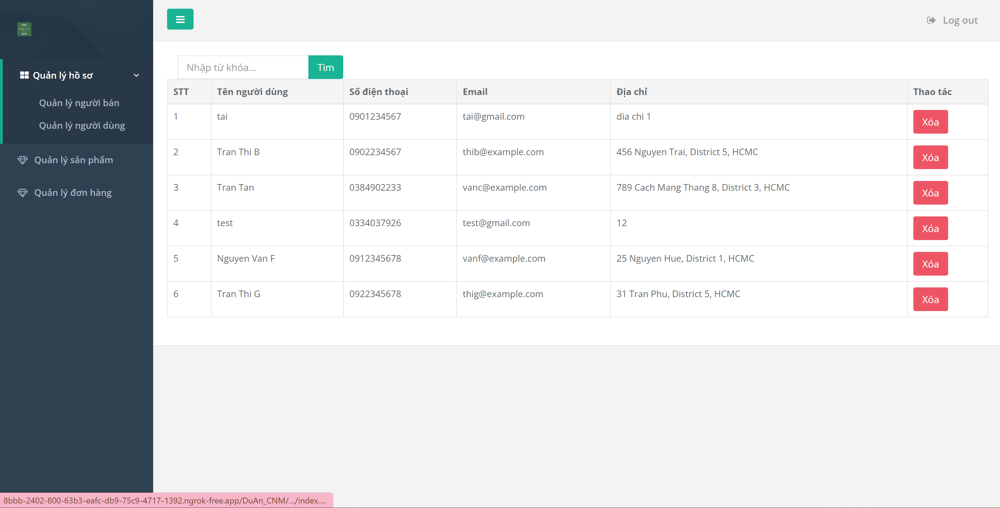 Log out
Quản lý hồ sơ
Quản lý người bán
Quản lý người dùng
Quản lý sản phẩm
Quản lý đơn hàng
Nhập từ khóa... Tìm
STT Tên người dùng Số điện thoại Email Địa chỉ Thao tác
1 tai 0901234567 tai@gmail.com dia chi 1 Xóa
2 Tran Thi B 0902234567 thib@example.com 456 Nguyen Trai, District 5, HCMC Xóa
3 Tran Tan 0384902233 vanc@example.com 789 Cach Mang Thang 8, District 3, HCMC Xóa
4 test 0334037926 test@gmail.com 12 Xóa
5 Nguyen Van F 0912345678 vanf@example.com 25 Nguyen Hue, District 1, HCMC Xóa
6 Tran Thi G 0922345678 thig@example.com 31 Tran Phu, District 5, HCMC Xóa
8bbb-2402-800-63b3-eafc-db9-75c9-4717-1392.ngrok-free.app/DuAn_CNM/.../index....